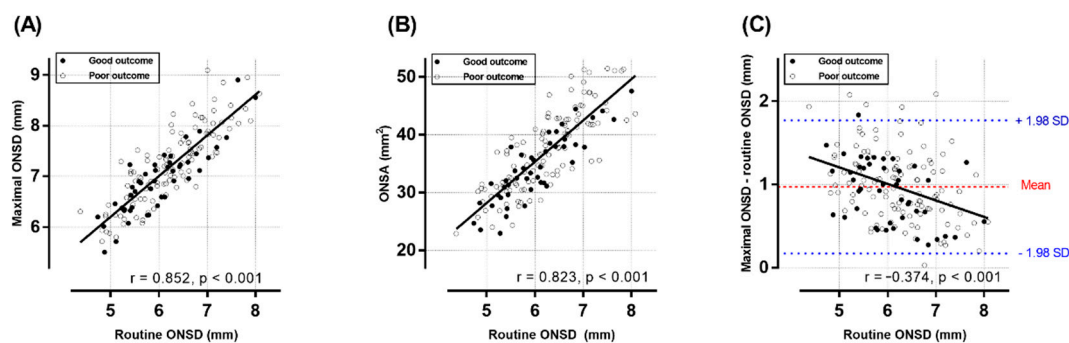 (A)
Good outcome
Poor outcome
Maximal ONSD (mm)
9
8
7
6
r = 0.852, p < 0.001
5
6
7
8
Routine ONSD (mm)
(B)
Good outcome
Poor outcome
ONSA (mm²)
50
40
30
20
r = 0.823, p < 0.001
5
6
7
8
Routine ONSD (mm)
(C)
Good outcome
Poor outcome
Maximal ONSD - routine ONSD (mm)
2
1
0
+ 1.98 SD
Mean
- 1.98 SD
r = −0.374, p < 0.001
5
6
7
8
Routine ONSD (mm)